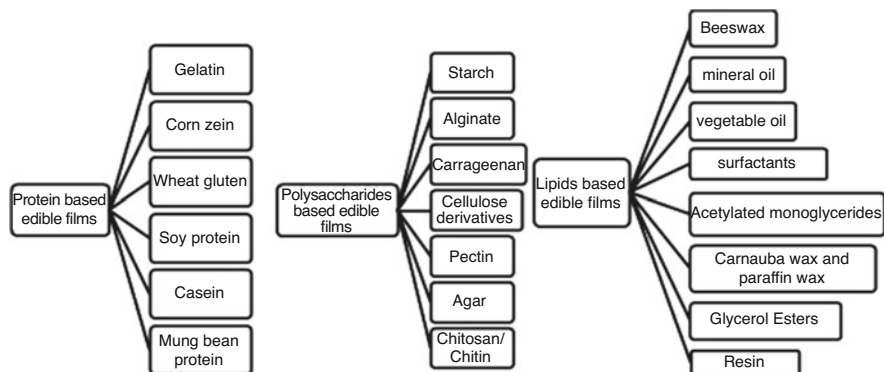 Protein based
edible films
Gelatin
Corn zein
Wheat gluten
Soy protein
Casein
Mung bean
protein
Polysaccharides
based edible
films
Starch
Alginate
Carrageenan
Cellulose
derivatives
Pectin
Agar
Chitosan/
Chitin
Lipids based
edible films
Beeswax
mineral oil
vegetable oil
surfactants
Acetylated monoglycerides
Carnauba wax and
paraffin wax
Glycerol Esters
Resin